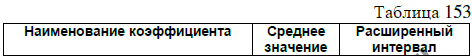 Таблица 153
Наименование коэффициента
Среднее
значение
Расширенный
интервал